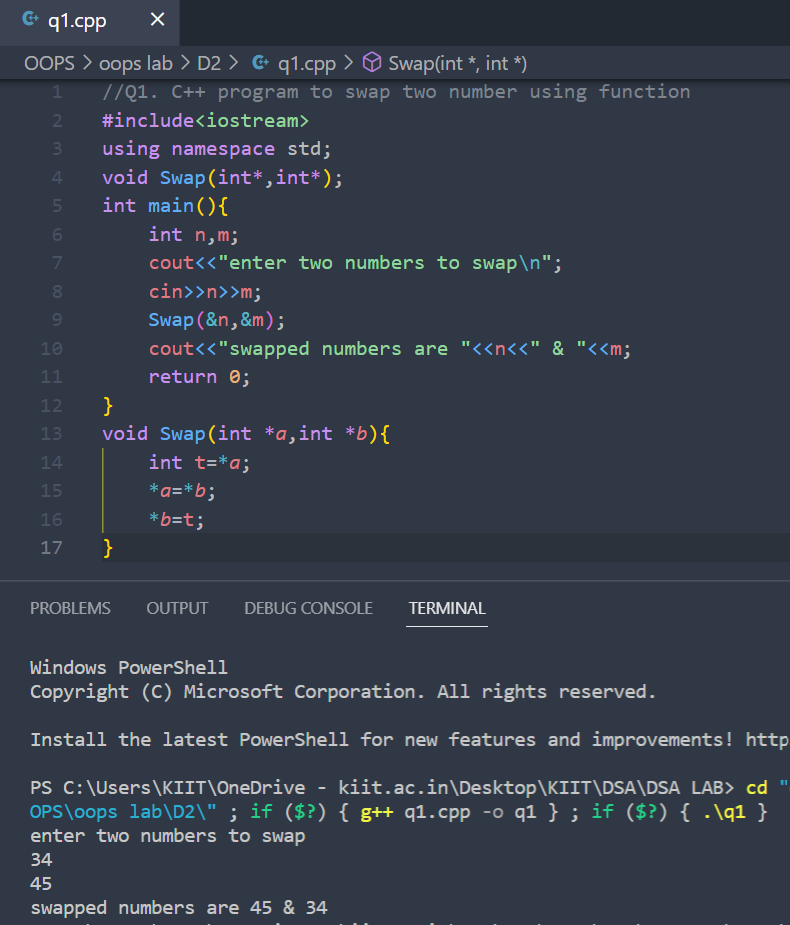 q1.cpp
OOPS > oops lab > D2 > q1.cpp > Swap(int *, int *)
1 //Q1. C++ program to swap two number using function
2 #include<iostream>
3 using namespace std;
4 void Swap(int*,int*);
5 int main(){
6     int n,m;
7     cout<<"enter two numbers to swap\n";
8     cin>>n>>m;
9     Swap(&n,&m);
10     cout<<"swapped numbers are "<<n<<" & "<<m;
11     return 0;
12 }
13 void Swap(int *a,int *b){
14     int t=*a;
15     *a=*b;
16     *b=t;
17 }
PROBLEMS OUTPUT DEBUG CONSOLE TERMINAL
Windows PowerShell
Copyright (C) Microsoft Corporation. All rights reserved.
Install the latest PowerShell for new features and improvements! http
PS C:\Users\KIIT\OneDrive - kiit.ac.in\Desktop\KIIT\DSA\DSA LAB> cd "
OPS\oops lab\D2\" ; if ($?) { g++ q1.cpp -o q1 } ; if ($?) { .\q1 }
enter two numbers to swap
34
45
swapped numbers are 45 & 34